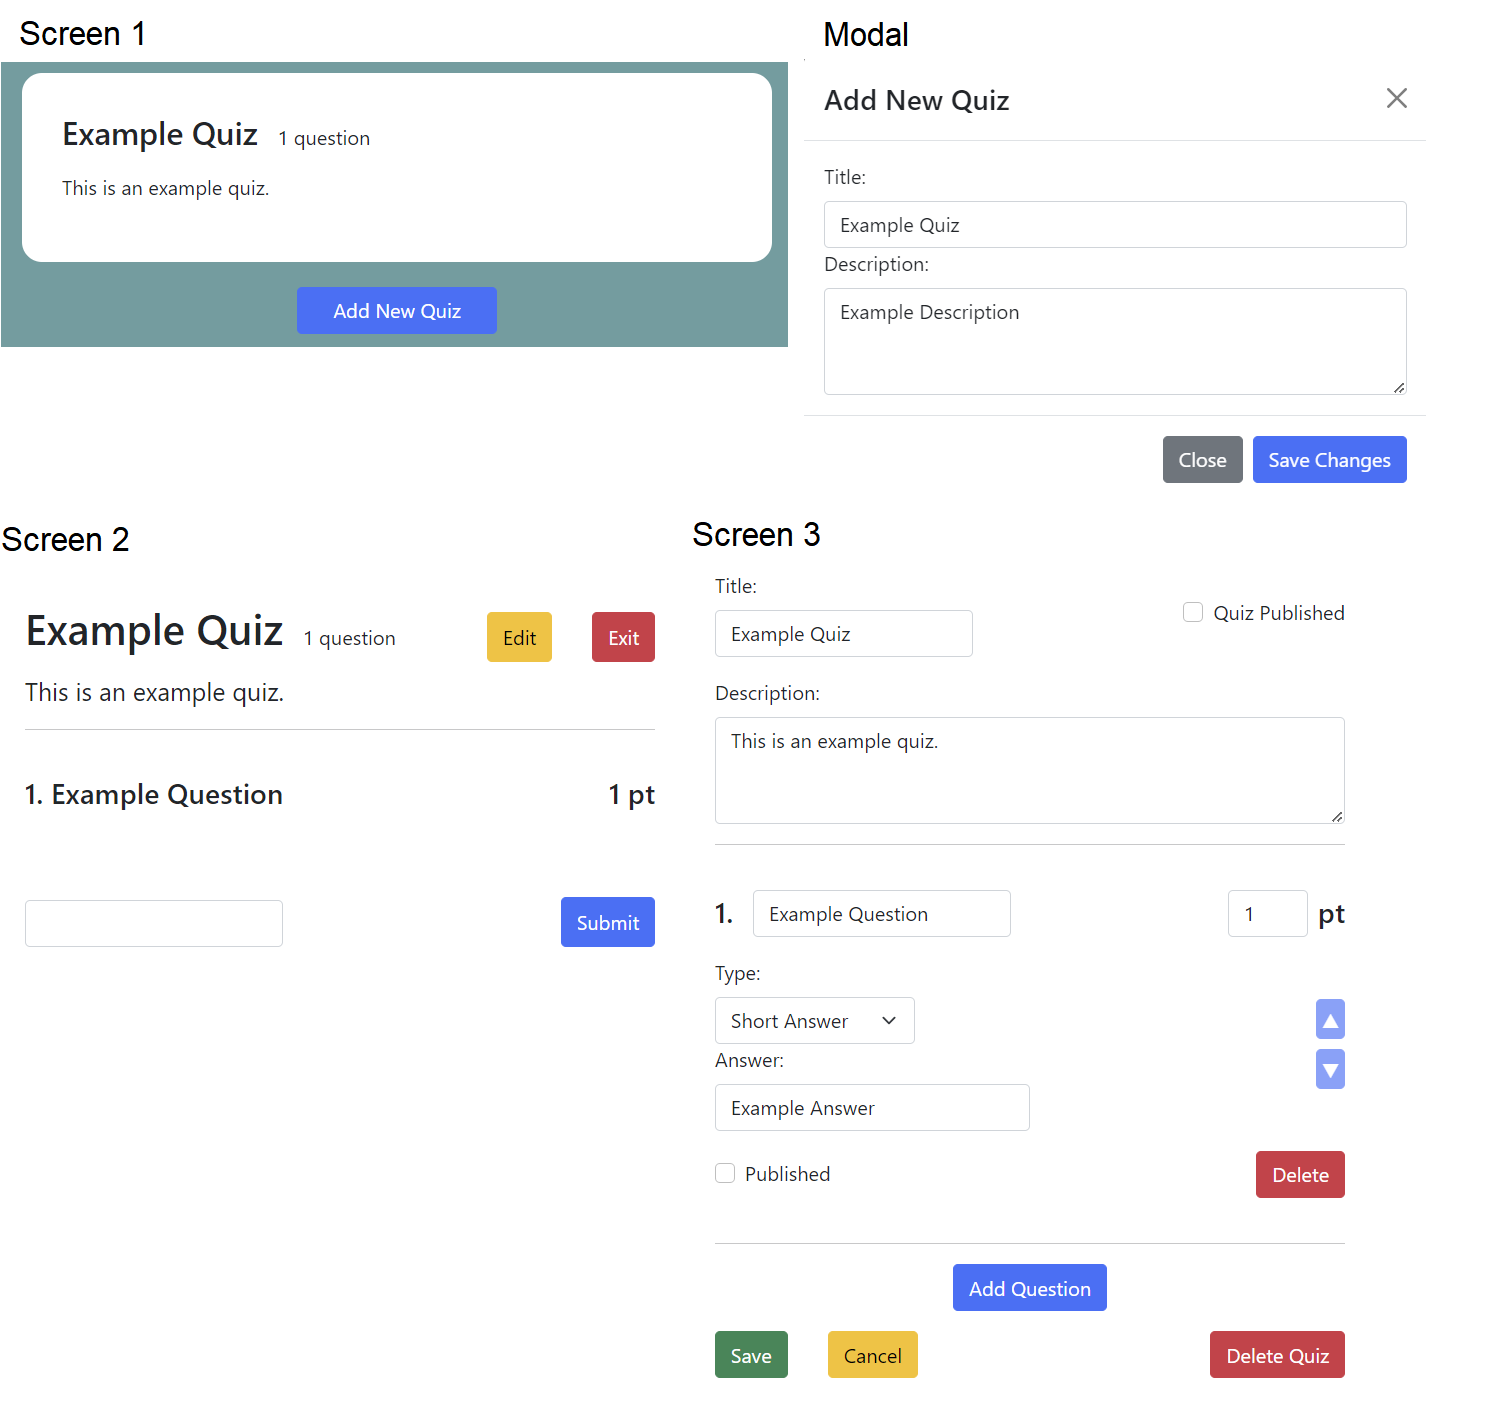 Screen 1
Example Quiz 1 question
This is an example quiz.
Add New Quiz
Modal
Add New Quiz
Title:
Example Quiz
Description:
Example Description
Close Save Changes
Screen 2
Example Quiz 1 question Edit Exit
This is an example quiz.
1. Example Question 1 pt
Submit
Screen 3
Title:
Quiz Published
Example Quiz
Description:
This is an example quiz.
1. Example Question 1 pt
Type:
Short Answer
Answer:
Example Answer
Published Delete
Add Question
Save Cancel Delete Quiz